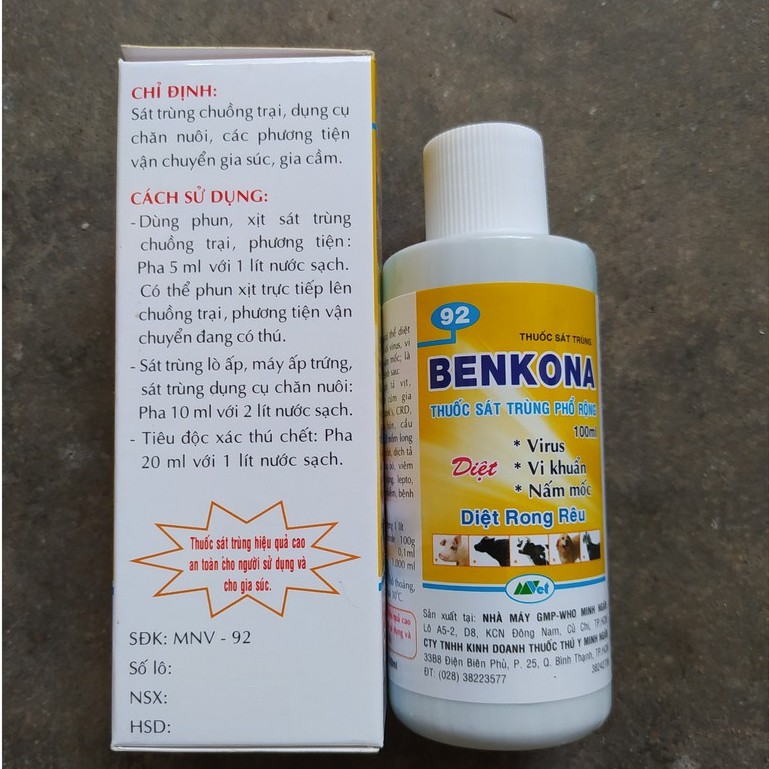 CHỈ ĐỊNH:
Sát trùng chuồng trại, dụng cụ
chăn nuôi, các phương tiện
vận chuyển gia súc, gia cầm.
CÁCH SỬ DỤNG:
- Dùng phun, xịt sát trùng
chuồng trại, phương tiện:
Pha 5 ml với 1 lít nước sạch.
Có thể phun xịt trực tiếp lên
chuồng trại, phương tiện vận
chuyển đang có thú.
- Sát trùng lò ấp, máy ấp trứng,
sát trùng dụng cụ chăn nuôi:
Pha 10 ml với 2 lít nước sạch.
- Tiêu độc xác thú chết: Pha
20 ml với 1 lít nước sạch.
Thuốc sát trùng hiệu quả cao
an toàn cho người sử dụng và
cho gia súc.
SĐK: MNV - 92
Số lô:
NSX:
HSD:
92
THUỐC SÁT TRÙNG
BENKONA
THUỐC SÁT TRÙNG PHỔ RỘNG
100ml
Diệt
* Virus
* Vi khuẩn
* Nấm mốc
Diệt Rong Rêu
MVet
Sản xuất tại: NHÀ MÁY GMP-WHO MINH NGÂN
Lô A5-2, D8, KCN Đông Nam, Củ Chi, TP.HCM
CTY TNHH KINH DOANH THUỐC THÚ Y MINH NGÂN
33B8 Điện Biên Phủ, P. 25, Q. Bình Thạnh, TP.HCM
ĐT: (028) 38223577